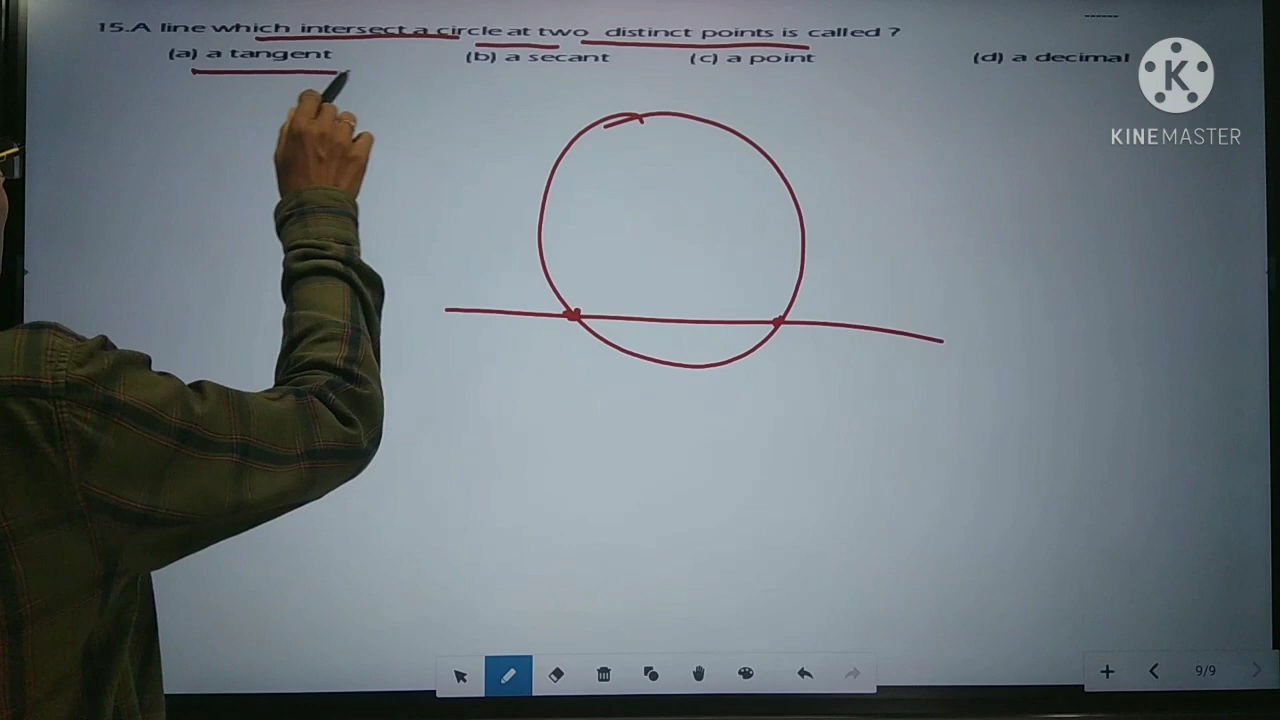 15.A line which intersect a circle at two distinct points is called ?
(a) a tangent (b) a secant (c) a point (d) a decimal
K
KINEMASTER
9/9